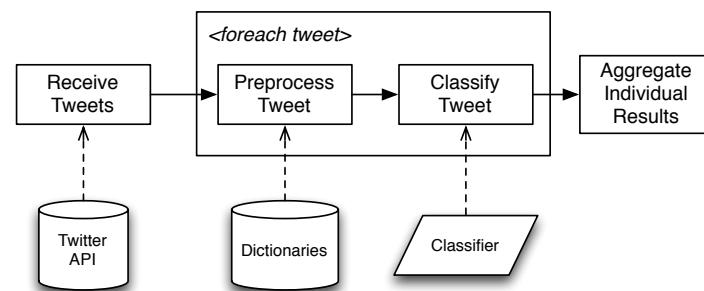 <foreach tweet>
Receive
Tweets
Preprocess
Tweet
Classify
Tweet
Aggregate
Individual
Results
Twitter
API
Dictionaries
Classifier